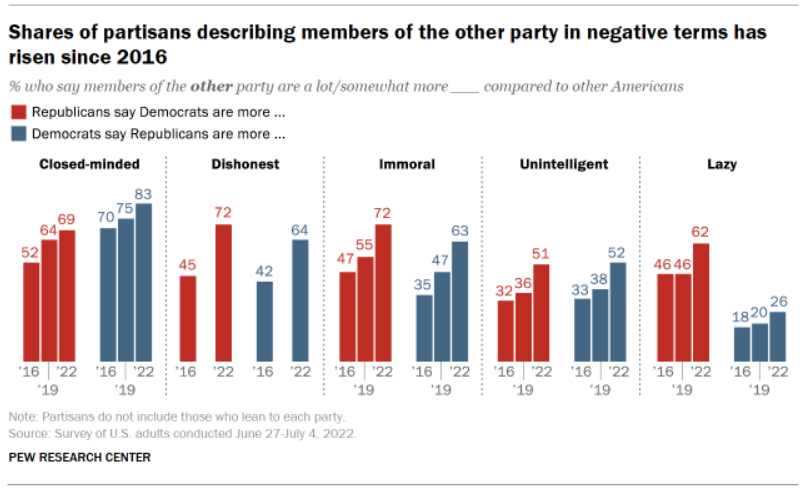 Shares of partisans describing members of the other party in negative terms has
risen since 2016
% who say members of the other party are a lot/somewhat more ___ compared to other Americans
Republicans say Democrats are more ...
Democrats say Republicans are more ...
Closed-minded Dishonest Immoral Unintelligent Lazy
52 64 69 70 75 83 45 72 42 64 47 55 72 35 47 63 32 36 51 33 38 52 46 46 62 18 20 26
'16 '22 '16 '22 '16 '22 '16 '22 '16 '22 '16 '22 '16 '22 '16 '22 '16 '22 '16 '22
'19 '19 '19 '19 '19 '19 '19 '19
Note: Partisans do not include those who lean to each party.
Source: Survey of U.S. adults conducted June 27-July 4, 2022.
PEW RESEARCH CENTER